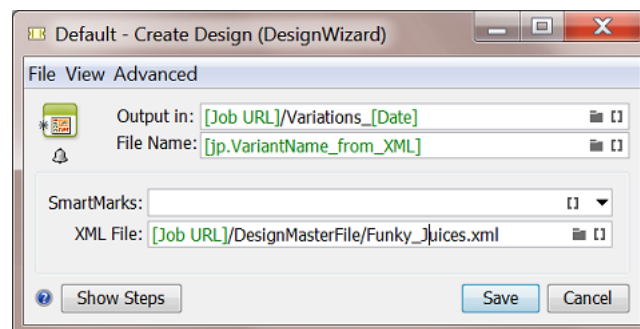 Default - Create Design (DesignWizard)
File View Advanced
Output in: [Job URL]/Variations_[Date]
File Name: [jp.VariantName_from_XML]
SmartMarks:
XML File: [Job URL]/DesignMasterFile/Funky_Juices.xml
Show Steps Save Cancel